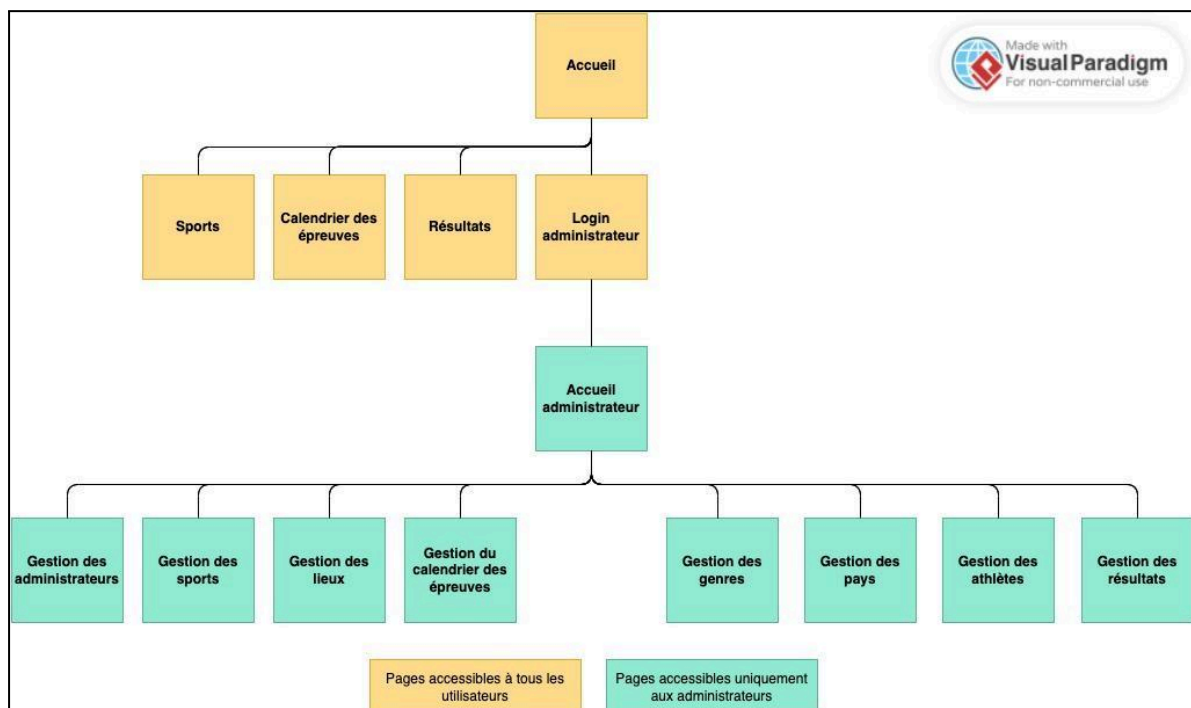 Accueil
Made with
Visual Paradigm
For non-commercial use
Sports
Calendrier des
épreuves
Résultats
Login
administrateur
Accueil
administrateur
Gestion des
administrateurs
Gestion des
sports
Gestion des
lieux
Gestion du
calendrier des
épreuves
Gestion des
genres
Gestion des
pays
Gestion des
athlètes
Gestion des
résultats
Pages accessibles à tous les
utilisateurs
Pages accessibles uniquement
aux administrateurs